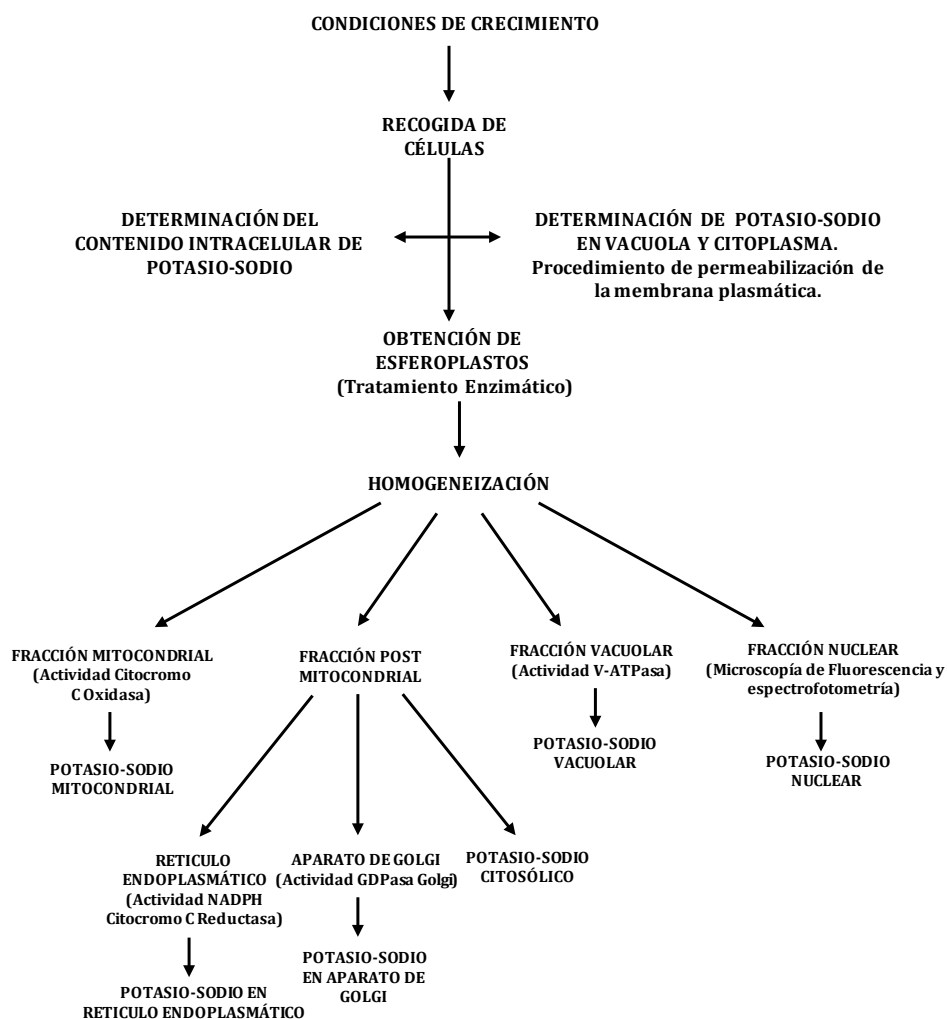 CONDICIONES DE CRECIMIENTO
RECOGIDA DE
CÉLULAS
DETERMINACIÓN DEL
CONTENIDO INTRACELULAR DE
POTASIO-SODIO
DETERMINACIÓN DE POTASIO-SODIO
EN VACUOLA Y CITOPLASMA.
Procedimiento de permeabilización de
la membrana plasmática.
OBTENCIÓN DE
ESFEROPLASTOS
(Tratamiento Enzimático)
HOMOGENEIZACIÓN
FRACCIÓN MITOCONDRIAL
(Actividad Citocromo
C Oxidasa)
FRACCIÓN POST
MITOCONDRIAL
FRACCIÓN VACUOLAR
(Actividad V-ATPasa)
FRACCIÓN NUCLEAR
(Microscopía de Fluorescencia y
espectrofotometría)
POTASIO-SODIO
MITOCONDRIAL
POTASIO-SODIO
VACUOLAR
POTASIO-SODIO
NUCLEAR
RETICULO
ENDOPLASMÁTICO
(Actividad NADPH
Citocromo C Reductasa)
APARATO DE GOLGI
(Actividad GDPasa Golgi)
POTASIO-SODIO
CITOSÓLICO
POTASIO-SODIO EN
RETICULO ENDOPLASMÁTICO
POTASIO-SODIO
EN APARATO DE
GOLGI